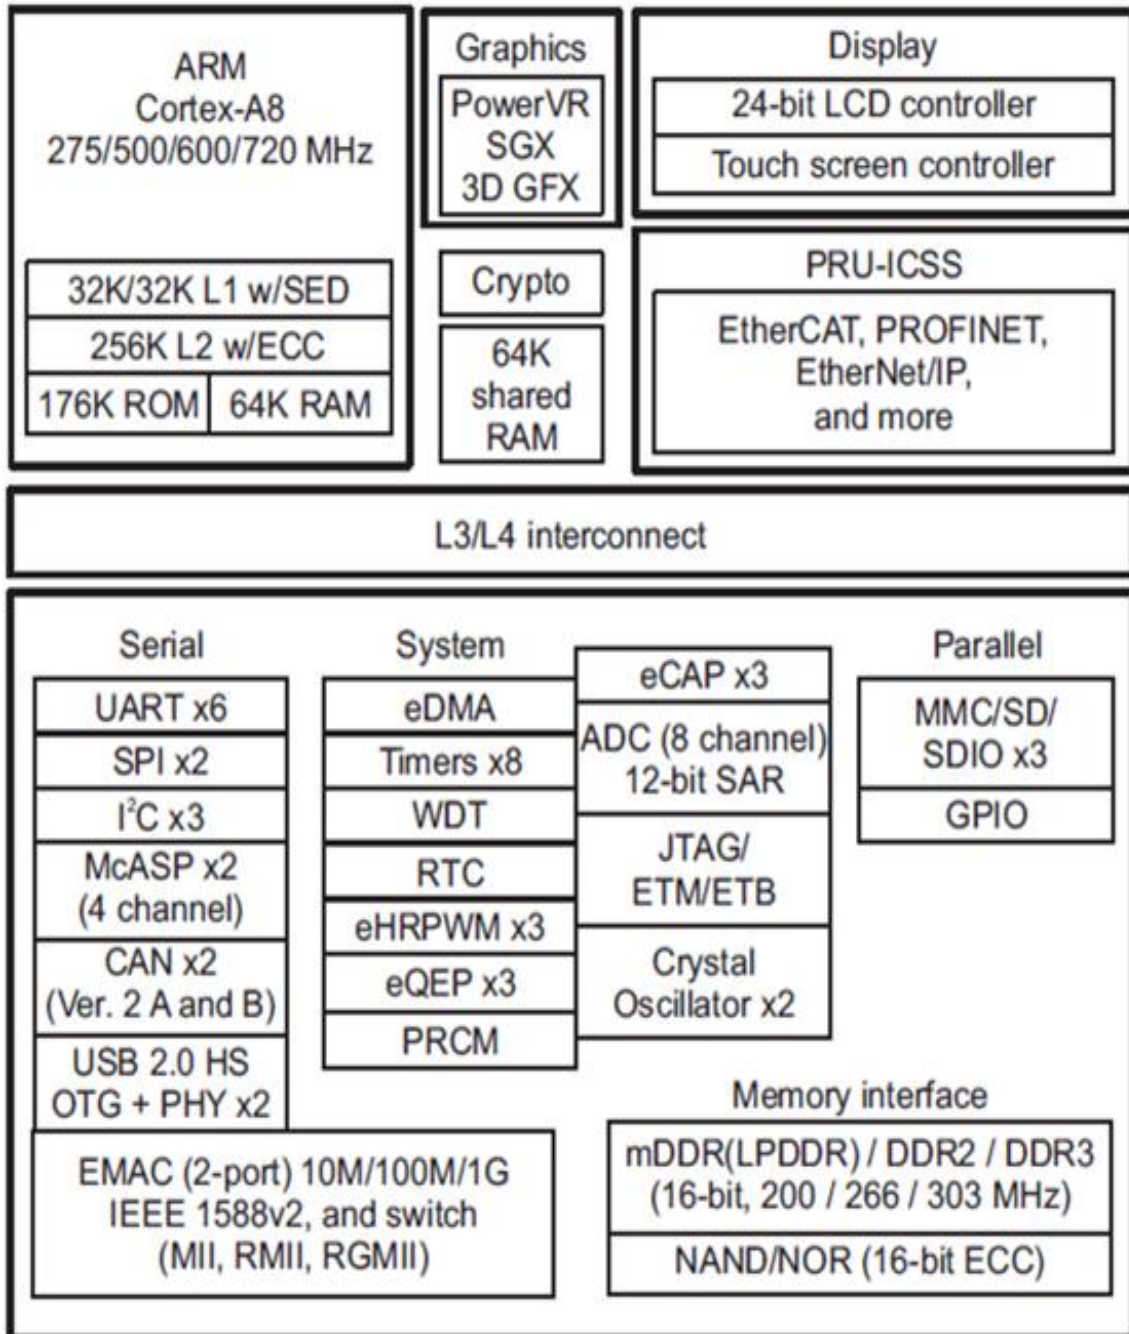 ARM
Cortex-A8
275/500/600/720 MHz
32K/32K L1 w/SED
256K L2 w/ECC
176K ROM
64K RAM
Graphics
PowerVR
SGX
3D GFX
Crypto
64K
shared
RAM
Display
24-bit LCD controller
Touch screen controller
PRU-ICSS
EtherCAT, PROFINET,
EtherNet/IP,
and more
L3/L4 interconnect
Serial
UART x6
SPI x2
I²C x3
McASP x2
(4 channel)
CAN x2
(Ver. 2 A and B)
USB 2.0 HS
OTG + PHY x2
EMAC (2-port) 10M/100M/1G
IEEE 1588v2, and switch
(MII, RMII, RGMII)
System
eDMA
Timers x8
WDT
RTC
eHRPWM x3
eQEP x3
PRCM
eCAP x3
ADC (8 channel)
12-bit SAR
JTAG/
ETM/ETB
Crystal
Oscillator x2
Parallel
MMC/SD/
SDIO x3
GPIO
Memory interface
mDDR(LPDDR) / DDR2 / DDR3
(16-bit, 200 / 266 / 303 MHz)
NAND/NOR (16-bit ECC)